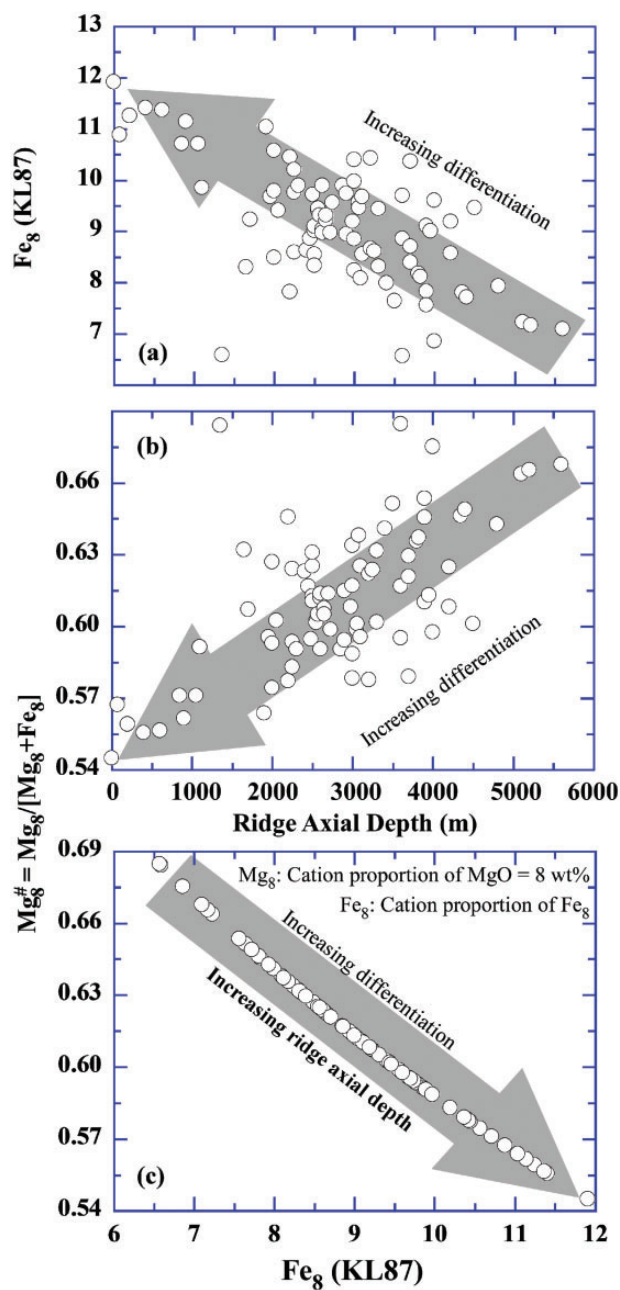 13
12
11
10
9
8
7
Fe8 (KL87)
Increasing differentiation
(a)
(b)
0.66
0.63
0.60
0.57
0.54
Increasing differentiation
0 1000 2000 3000 4000 5000 6000
Ridge Axial Depth (m)
Mg8# = Mg8/[Mg8+Fe8]
0.69
0.66
0.63
0.60
0.57
0.54
Mg8: Cation proportion of MgO = 8 wt%
Fe8: Cation proportion of Fe8
Increasing differentiation
Increasing ridge axial depth
(c)
6 7 8 9 10 11 12
Fe8 (KL87)